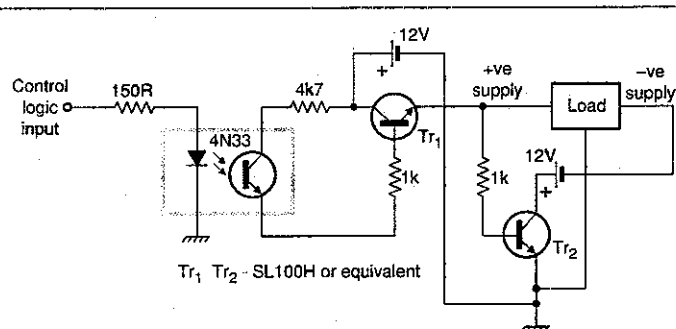 Control
logic
input
150R
4N33
4k7
12V
+
Tr1
1k
+ve
supply
Load
−ve
supply
1k
12V
+
Tr2
Tr1 Tr2 - SL100H or equivalent